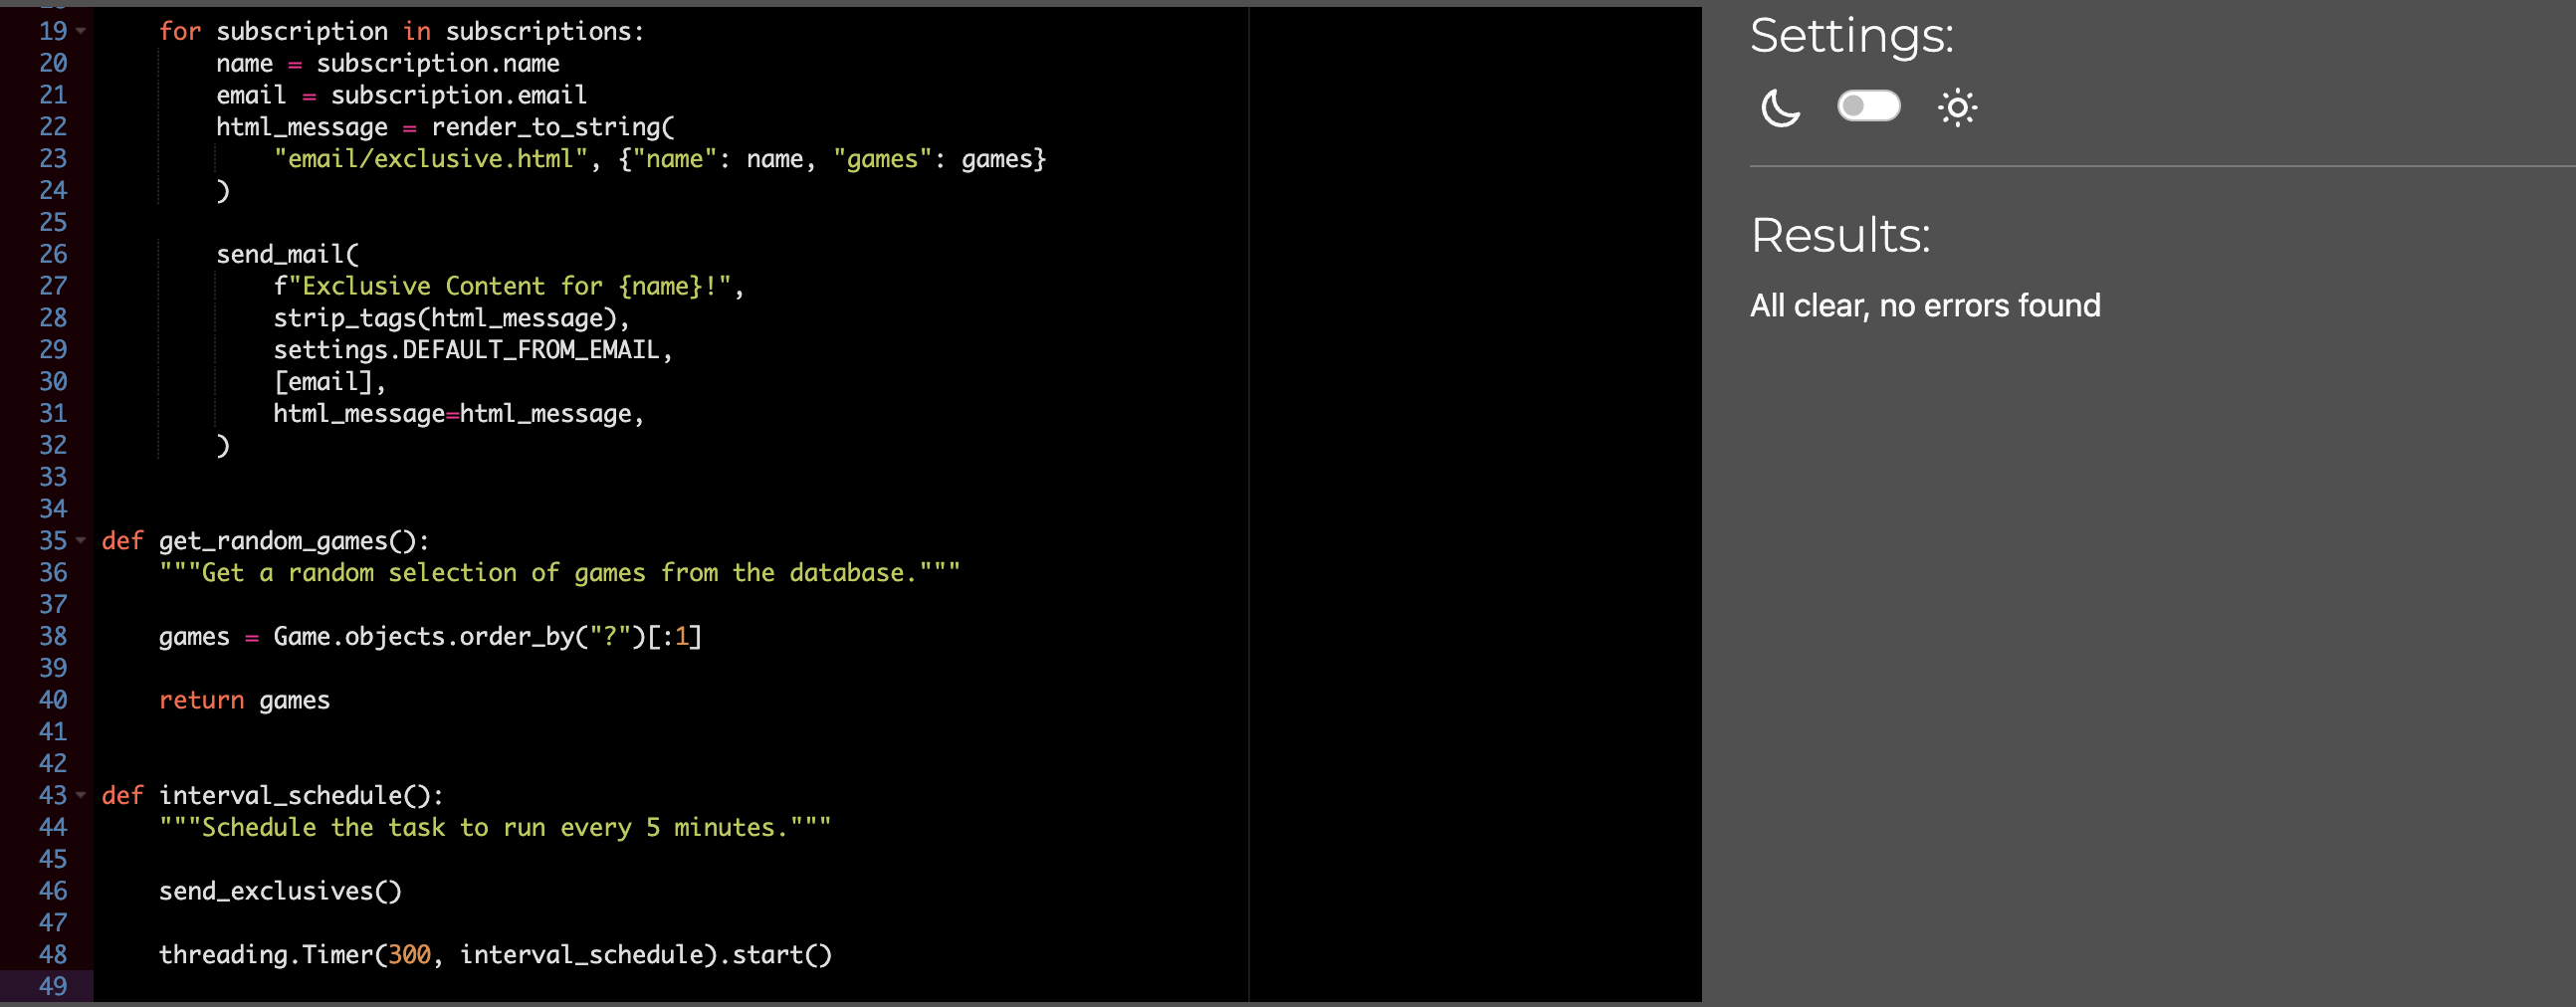 19 for subscription in subscriptions:
20 name = subscription.name
21 email = subscription.email
22 html_message = render_to_string(
23 "email/exclusive.html", {"name": name, "games": games}
24 )
25
26 send_mail(
27 f"Exclusive Content for {name}!",
28 strip_tags(html_message),
29 settings.DEFAULT_FROM_EMAIL,
30 [email],
31 html_message=html_message,
32 )
33
34
35 def get_random_games():
36 """Get a random selection of games from the database."""
37
38 games = Game.objects.order_by("?")[:1]
39
40 return games
41
42
43 def interval_schedule():
44 """Schedule the task to run every 5 minutes."""
45
46 send_exclusives()
47
48 threading.Timer(300, interval_schedule).start()
49
Settings:
Results:
All clear, no errors found